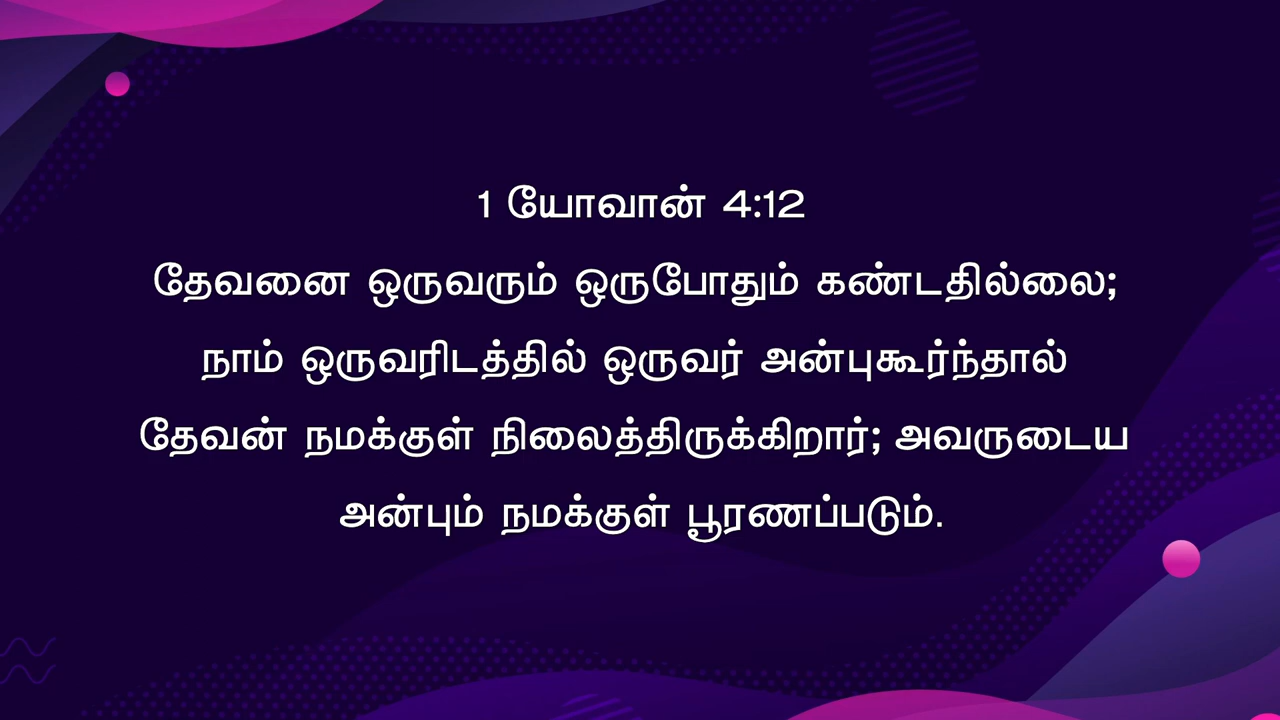 1 யோவான் 4:12
தேவனை ஒருவரும் ஒருபோதும் கண்டதில்லை;
நாம் ஒருவரிடத்தில் ஒருவர் அன்புகூர்ந்தால்
தேவன் நமக்குள் நிலைத்திருக்கிறார்; அவருடைய
அன்பும் நமக்குள் பூரணப்படும்.